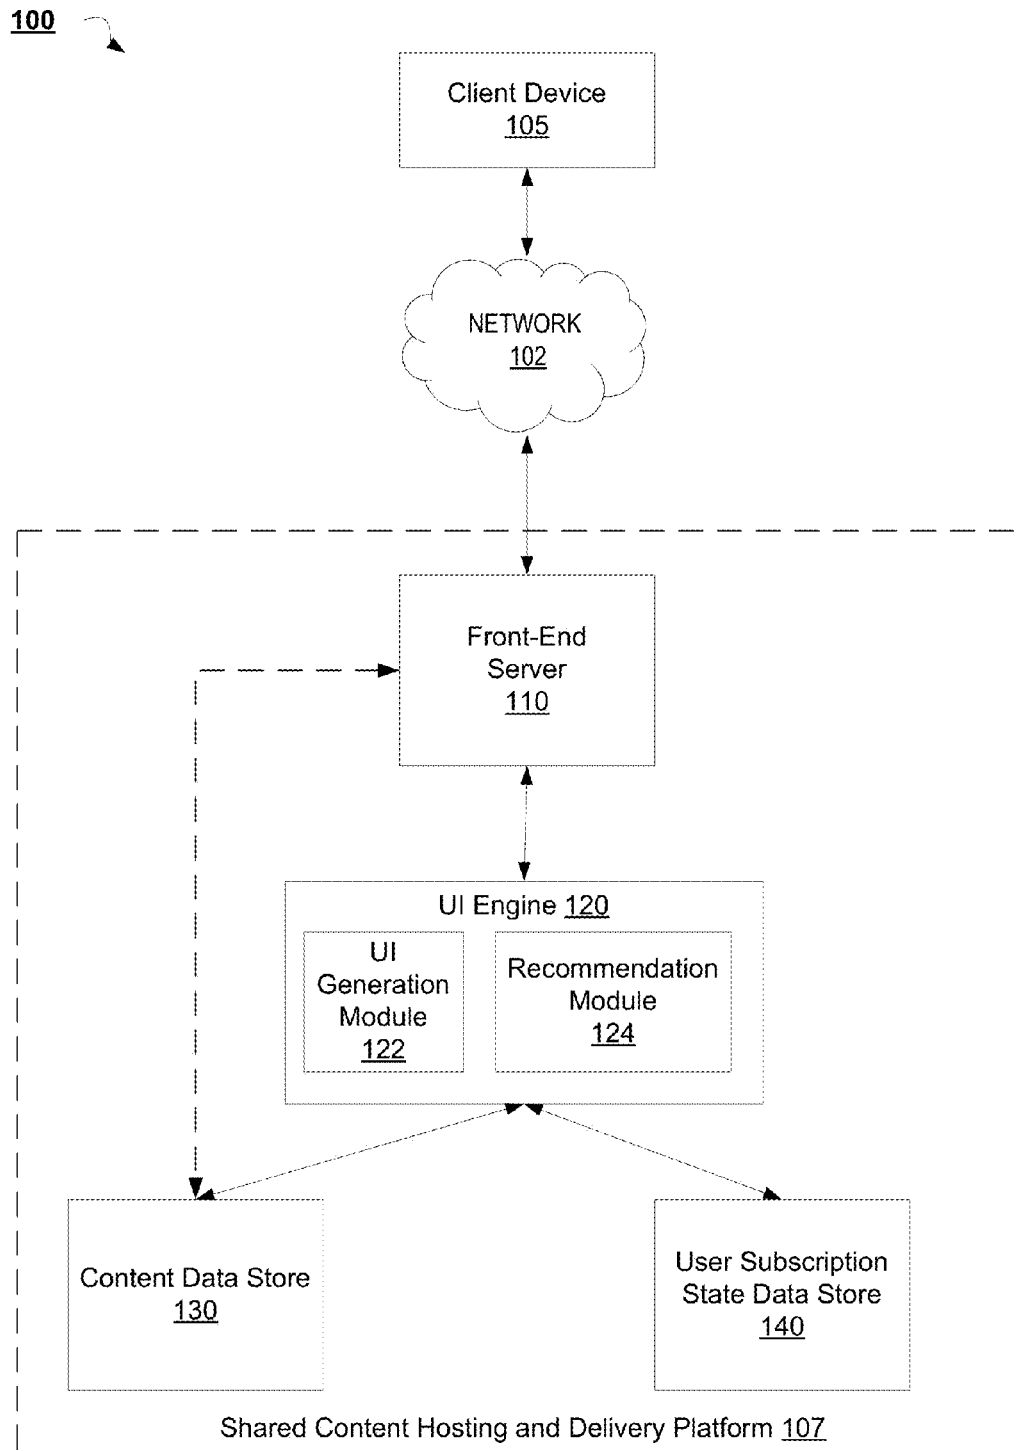 100
Client Device
105
NETWORK
102
Front-End
Server
110
UI Engine 120
UI
Generation
Module
122
Recommendation
Module
124
Content Data Store
130
User Subscription
State Data Store
140
Shared Content Hosting and Delivery Platform 107